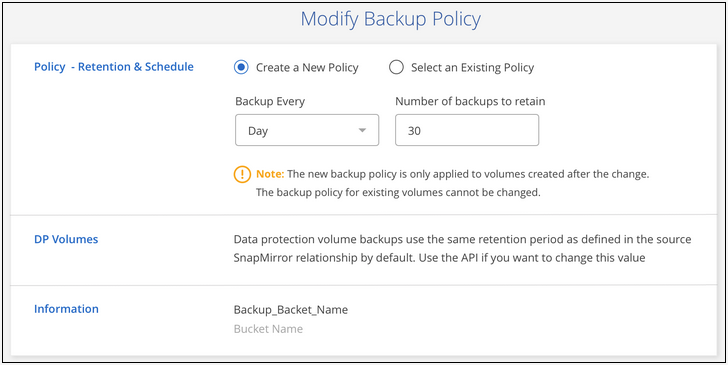 Modify Backup Policy
Policy - Retention & Schedule
Create a New Policy
Select an Existing Policy
Backup Every
Number of backups to retain
Day
30
Note: The new backup policy is only applied to volumes created after the change.
The backup policy for existing volumes cannot be changed.
DP Volumes
Data protection volume backups use the same retention period as defined in the source
SnapMirror relationship by default. Use the API if you want to change this value
Information
Backup_Backet_Name
Bucket Name